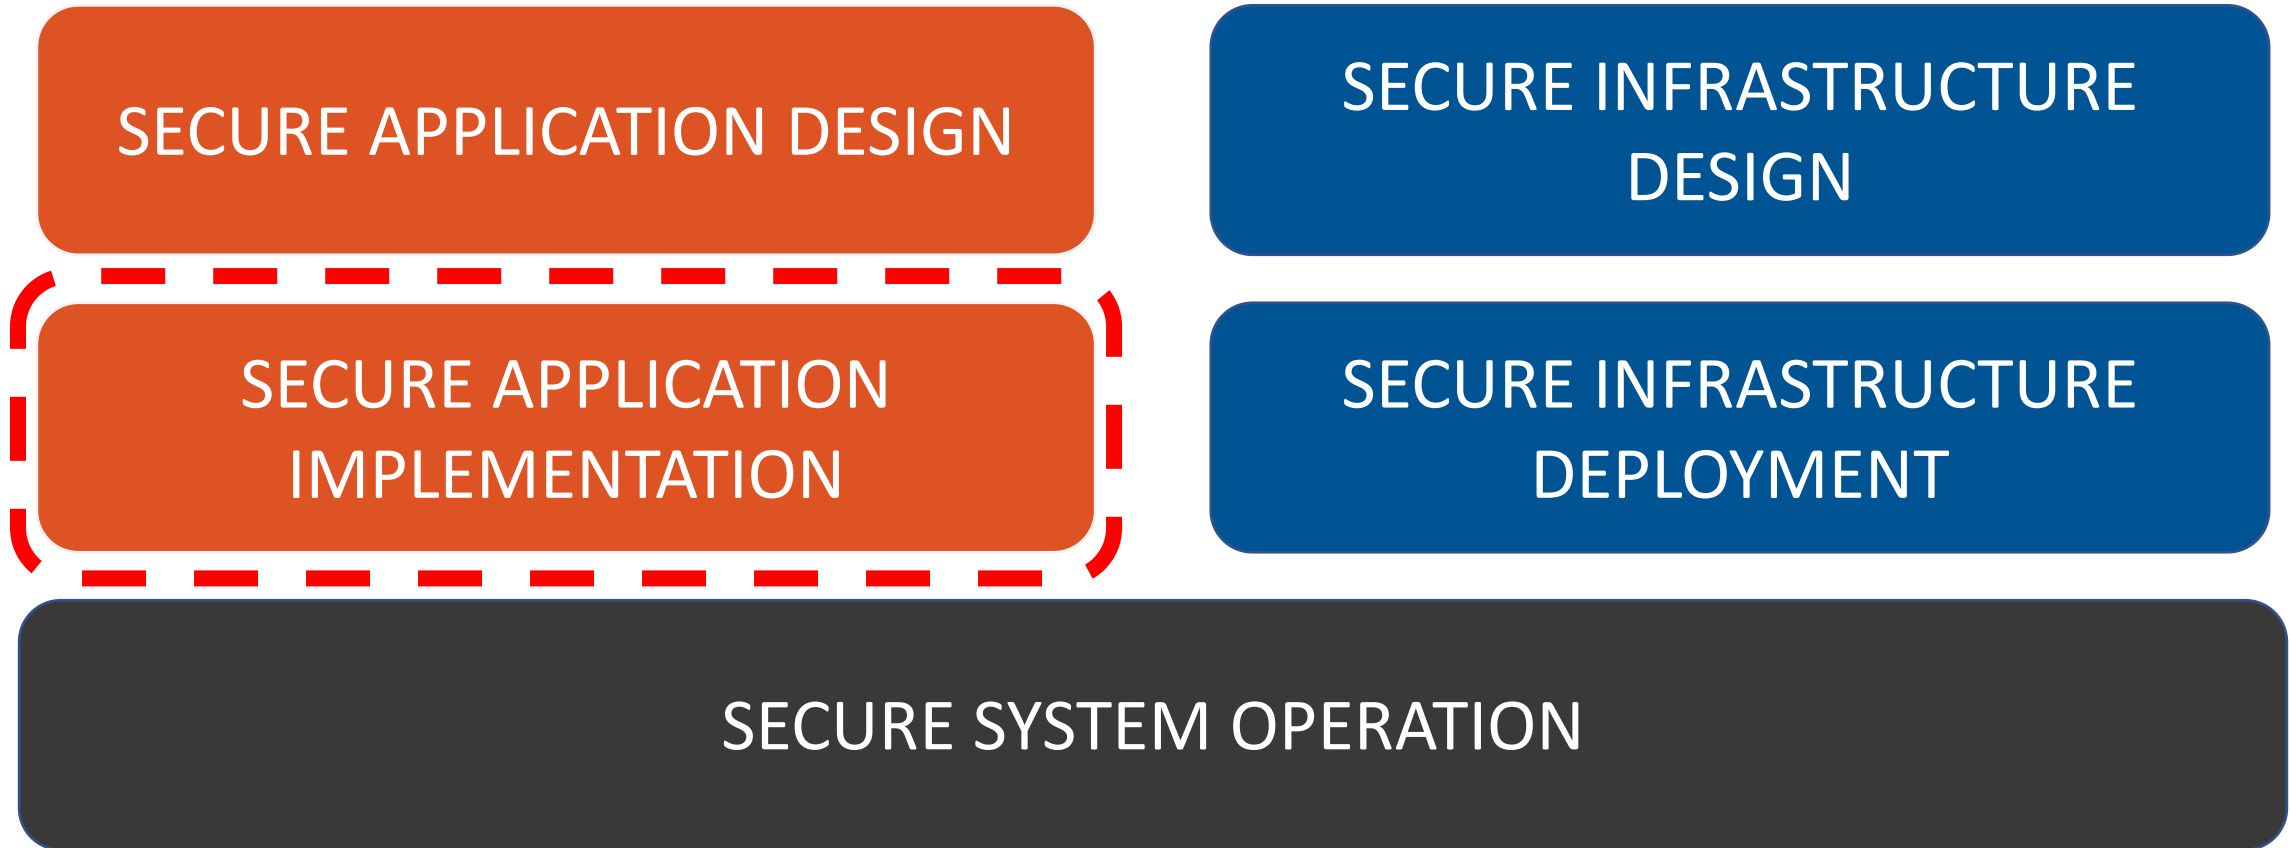 SECURE APPLICATION DESIGN
SECURE INFRASTRUCTURE
DESIGN
SECURE APPLICATION
IMPLEMENTATION
SECURE INFRASTRUCTURE
DEPLOYMENT
SECURE SYSTEM OPERATION